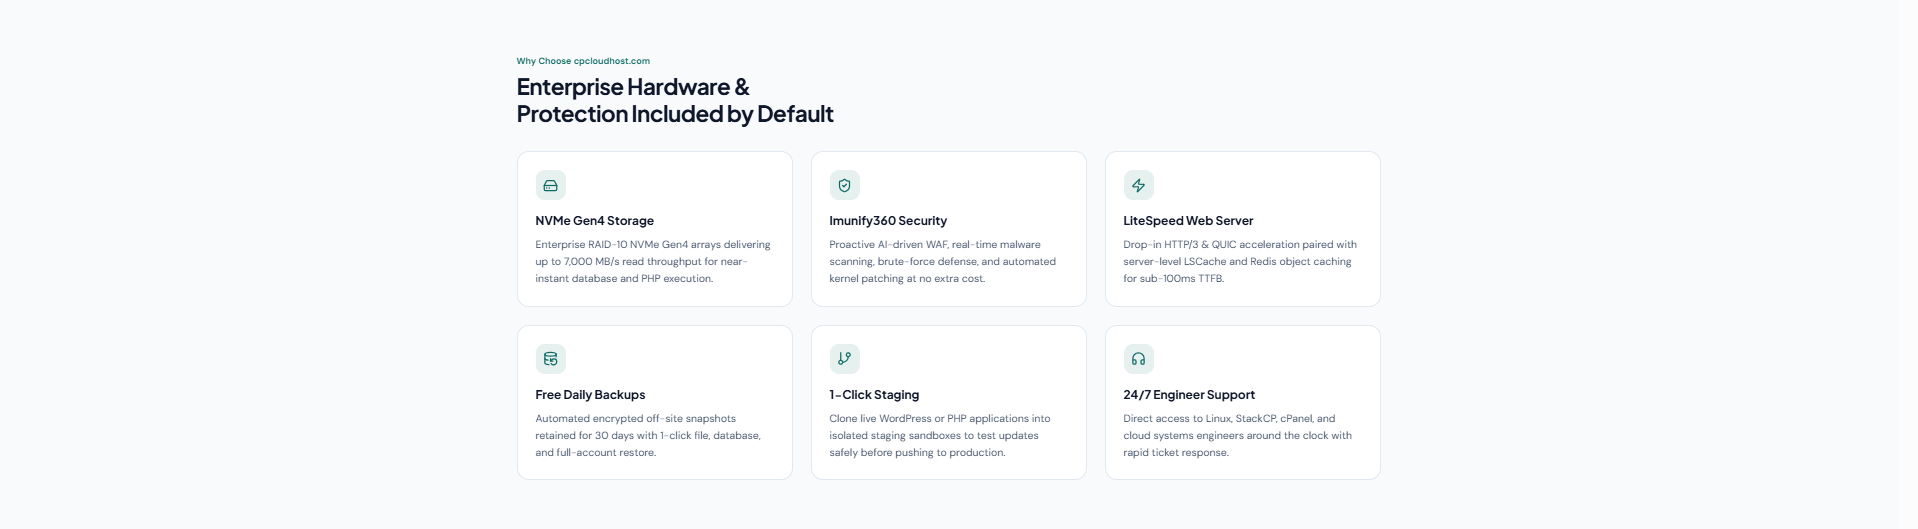 Why Choose cpcloudhost.com
Enterprise Hardware &
Protection Included by Default
NVMe Gen4 Storage
Enterprise RAID-10 NVMe Gen4 arrays delivering
up to 7,000 MB/s read throughput for near-
instant database and PHP execution.
Imunify360 Security
Proactive AI-driven WAF, real-time malware
scanning, brute-force defense, and automated
kernel patching at no extra cost.
LiteSpeed Web Server
Drop-in HTTP/3 & QUIC acceleration paired with
server-level LSCache and Redis object caching
for sub-100ms TTFB.
Free Daily Backups
Automated encrypted off-site snapshots
retained for 30 days with 1-click file, database,
and full-account restore.
1-Click Staging
Clone live WordPress or PHP applications into
isolated staging sandboxes to test updates
safely before pushing to production.
24/7 Engineer Support
Direct access to Linux, StackCP, cPanel, and
cloud systems engineers around the clock with
rapid ticket response.